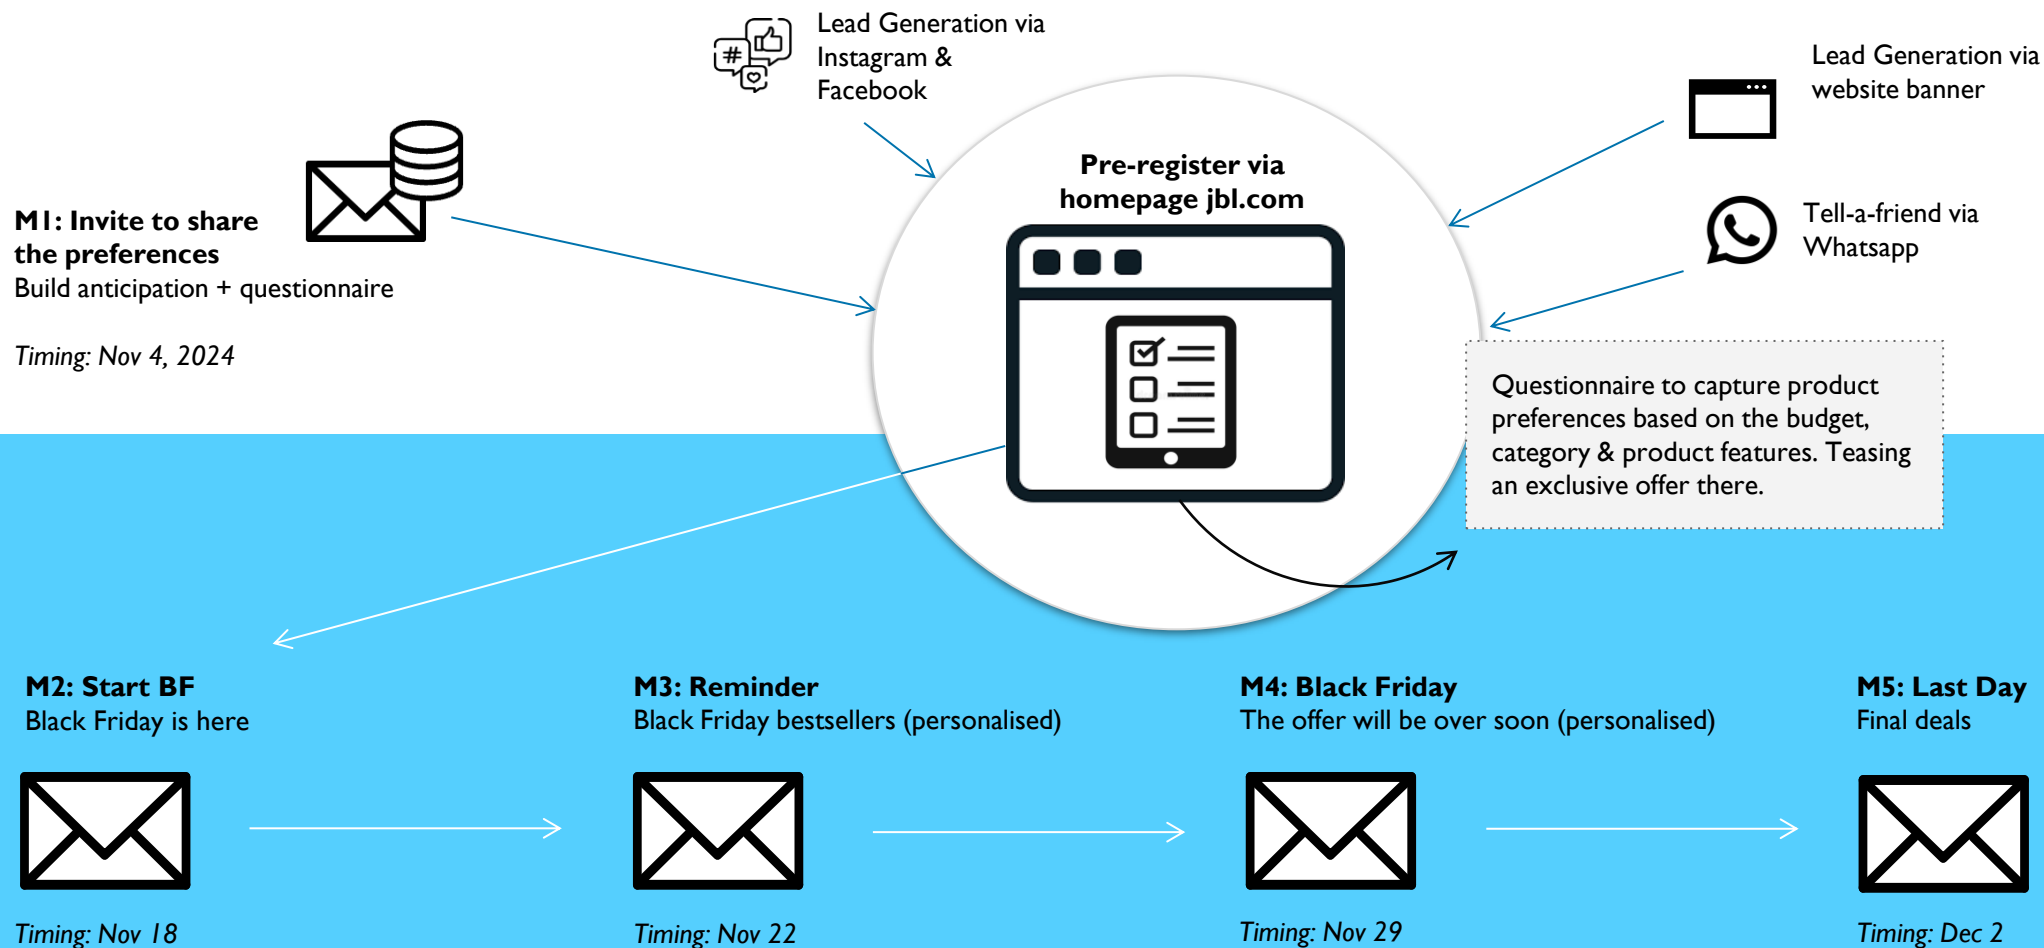 Lead Generation via
Instagram &
Facebook
Lead Generation via
website banner
Pre-register via
homepage jbl.com
M1: Invite to share
the preferences
Build anticipation + questionnaire
Timing: Nov 4, 2024
Tell-a-friend via
Whatsapp
Questionnaire to capture product
preferences based on the budget,
category & product features. Teasing
an exclusive offer there.
M2: Start BF
Black Friday is here
Timing: Nov 18
M3: Reminder
Black Friday bestsellers (personalised)
Timing: Nov 22
M4: Black Friday
The offer will be over soon (personalised)
Timing: Nov 29
M5: Last Day
Final deals
Timing: Dec 2